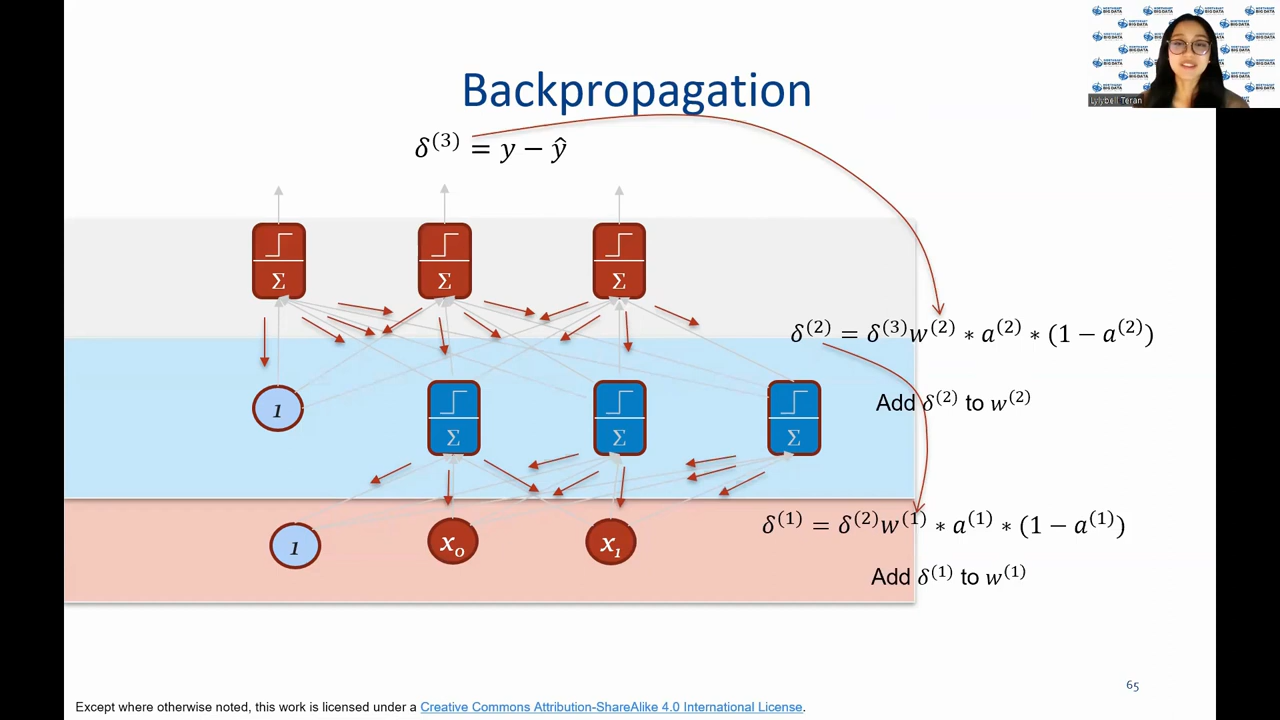 Backpropagation
Lylybell Teran
δ⁽³⁾ = y − ŷ
Σ Σ Σ
δ⁽²⁾ = δ⁽³⁾w⁽²⁾ ∗ a⁽²⁾ ∗ (1 − a⁽²⁾)
Add δ⁽²⁾ to w⁽²⁾
1 Σ Σ Σ
δ⁽¹⁾ = δ⁽²⁾w⁽¹⁾ ∗ a⁽¹⁾ ∗ (1 − a⁽¹⁾)
1 x₀ x₁
Add δ⁽¹⁾ to w⁽¹⁾
65
Except where otherwise noted, this work is licensed under a Creative Commons Attribution-ShareAlike 4.0 International License.